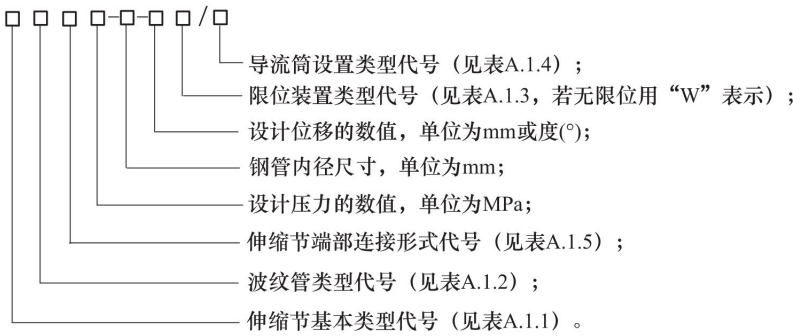 □ □ □ □-□-□ □/□
导流筒设置类型代号（见表A.1.4）；
限位装置类型代号（见表A.1.3，若无限位用“W”表示）；
设计位移的数值，单位为mm或度(°)；
钢管内径尺寸，单位为mm；
设计压力的数值，单位为MPa；
伸缩节端部连接形式代号（见表A.1.5）；
波纹管类型代号（见表A.1.2）；
伸缩节基本类型代号（见表A.1.1）。